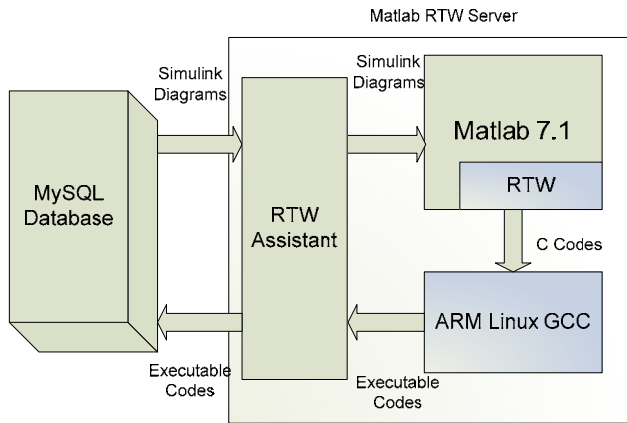 Matlab RTW Server
Simulink
Diagrams
Simulink
Diagrams
Matlab 7.1
RTW
MySQL
Database
RTW
Assistant
C Codes
ARM Linux GCC
Executable
Codes
Executable
Codes